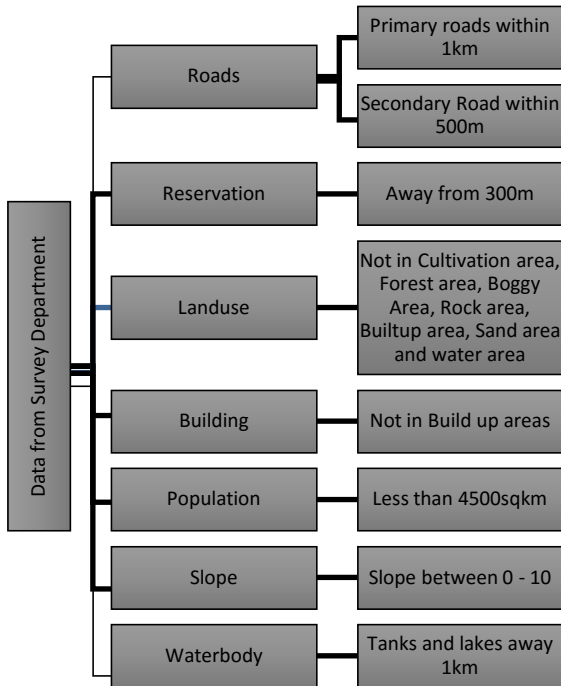 Data from Survey Department
Roads
Primary roads within
1km
Secondary Road within
500m
Reservation
Away from 300m
Landuse
Not in Cultivation area,
Forest area, Boggy
Area, Rock area,
Builtup area, Sand area
and water area
Building
Not in Build up areas
Population
Less than 4500sqkm
Slope
Slope between 0 - 10
Waterbody
Tanks and lakes away
1km